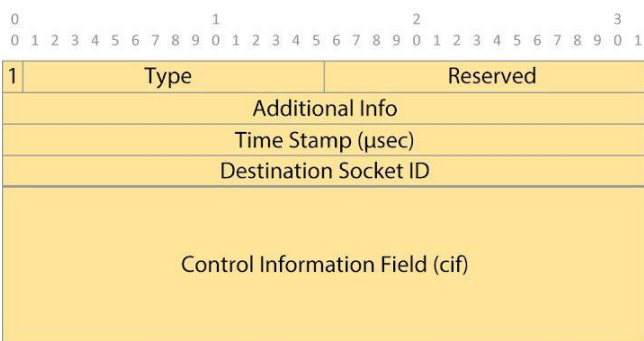 0 1 2 3
0 1 2 3 4 5 6 7 8 9 0 1 2 3 4 5 6 7 8 9 0 1 2 3 4 5 6 7 8 9 0 1
1 Type Reserved
Additional Info
Time Stamp (µsec)
Destination Socket ID
Control Information Field (cif)